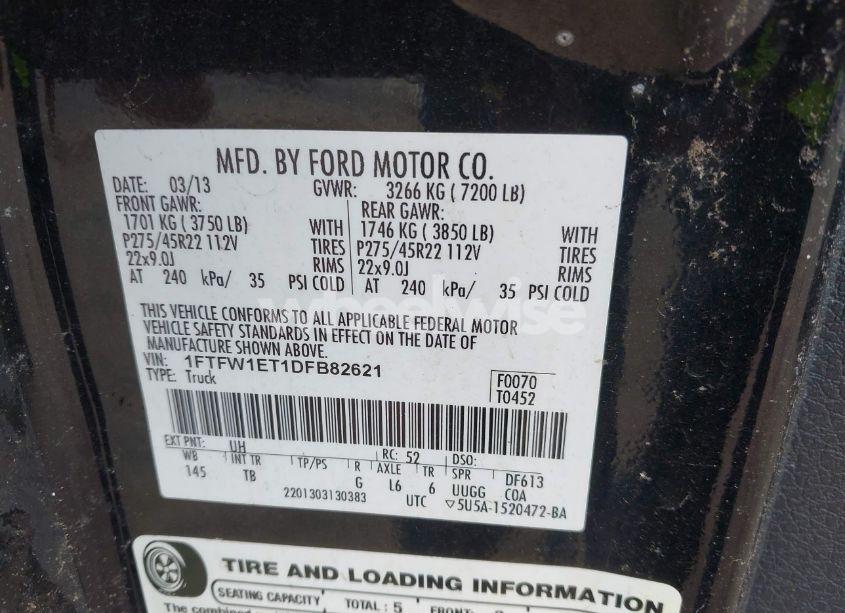 MFD. BY FORD MOTOR CO.
DATE: 03/13 GVWR: 3266 KG ( 7200 LB)
FRONT GAWR: REAR GAWR:
1701 KG ( 3750 LB) WITH 1746 KG ( 3850 LB) WITH
P275/45R22 112V TIRES P275/45R22 112V TIRES
22x9.0J RIMS 22x9.0J RIMS
AT 240 kPa/ 35 PSI COLD AT 240 kPa/ 35 PSI COLD
wheelwise
THIS VEHICLE CONFORMS TO ALL APPLICABLE FEDERAL MOTOR
VEHICLE SAFETY STANDARDS IN EFFECT ON THE DATE OF
MANUFACTURE SHOWN ABOVE.
VIN: 1FTFW1ET1DFB82621
TYPE: Truck
F0070
T0452
EXT PNT: UH RC: 52 DSO:
WB INT TR TP/PS R AXLE TR SPR DF613
145 TB G L6 6 UUGG COA
2201303130383 UTC ▽5U5A-1520472-BA
TIRE AND LOADING INFORMATION
SEATING CAPACITY TOTAL : 5 FRONT:
The combined